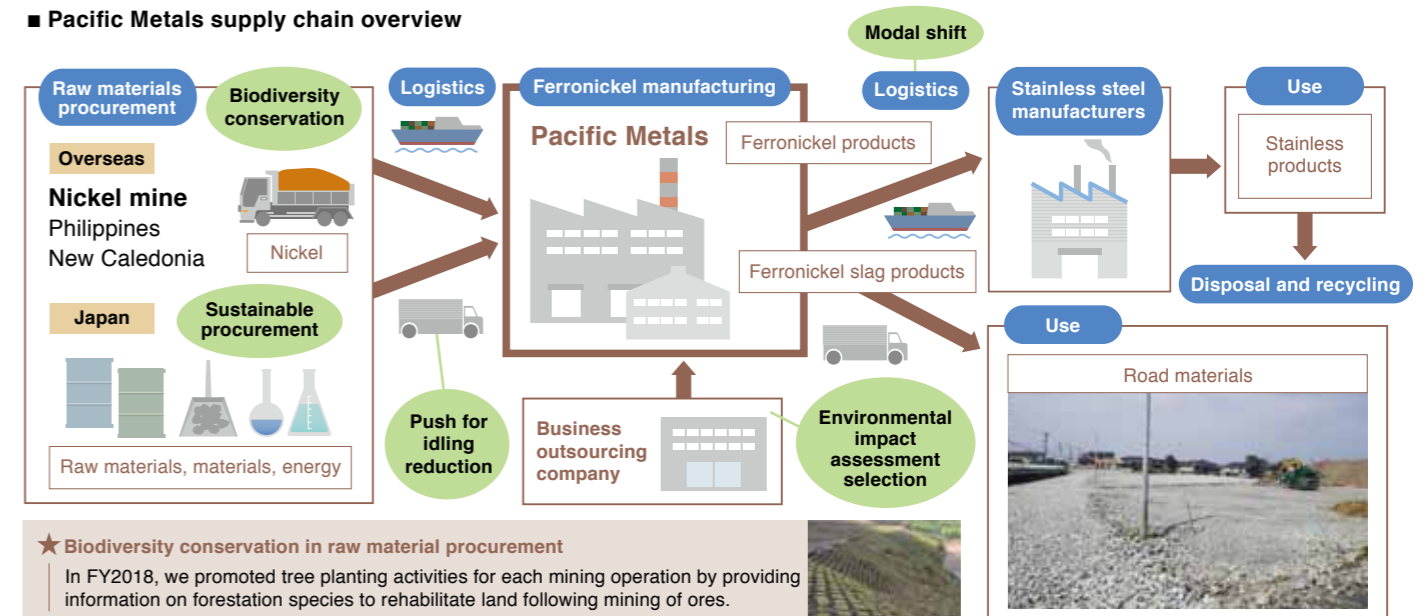 ■ Pacific Metals supply chain overview
Raw materials
procurement
Biodiversity
conservation
Overseas
Nickel mine
Philippines
New Caledonia
Nickel
Japan
Sustainable
procurement
Raw materials, materials, energy
Logistics
Push for
idling
reduction
Ferronickel manufacturing
Pacific Metals
Ferronickel products
Ferronickel slag products
Business
outsourcing
company
Environmental
impact
assessment
selection
Modal shift
Logistics
Stainless steel
manufacturers
Use
Stainless
products
Disposal and recycling
Use
Road materials
★ Biodiversity conservation in raw material procurement
In FY2018, we promoted tree planting activities for each mining operation by providing
information on forestation species to rehabilitate land following mining of ores.